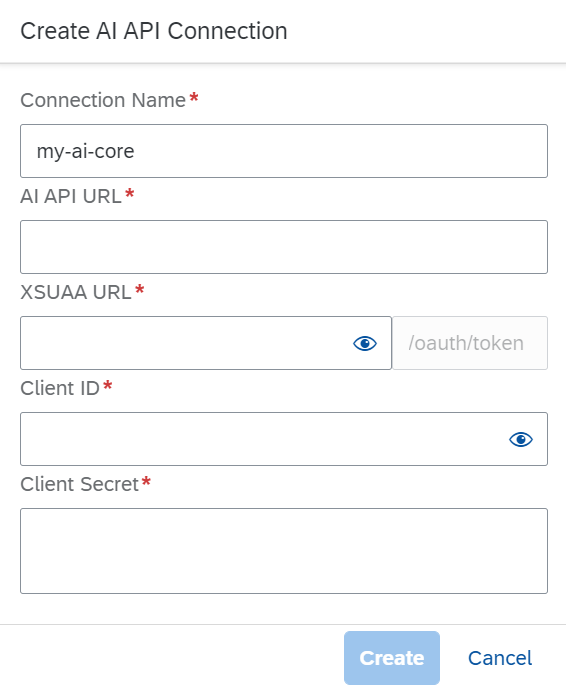 Create AI API Connection
Connection Name*
my-ai-core
AI API URL*
XSUAA URL*
/oauth/token
Client ID*
Client Secret*
Create Cancel